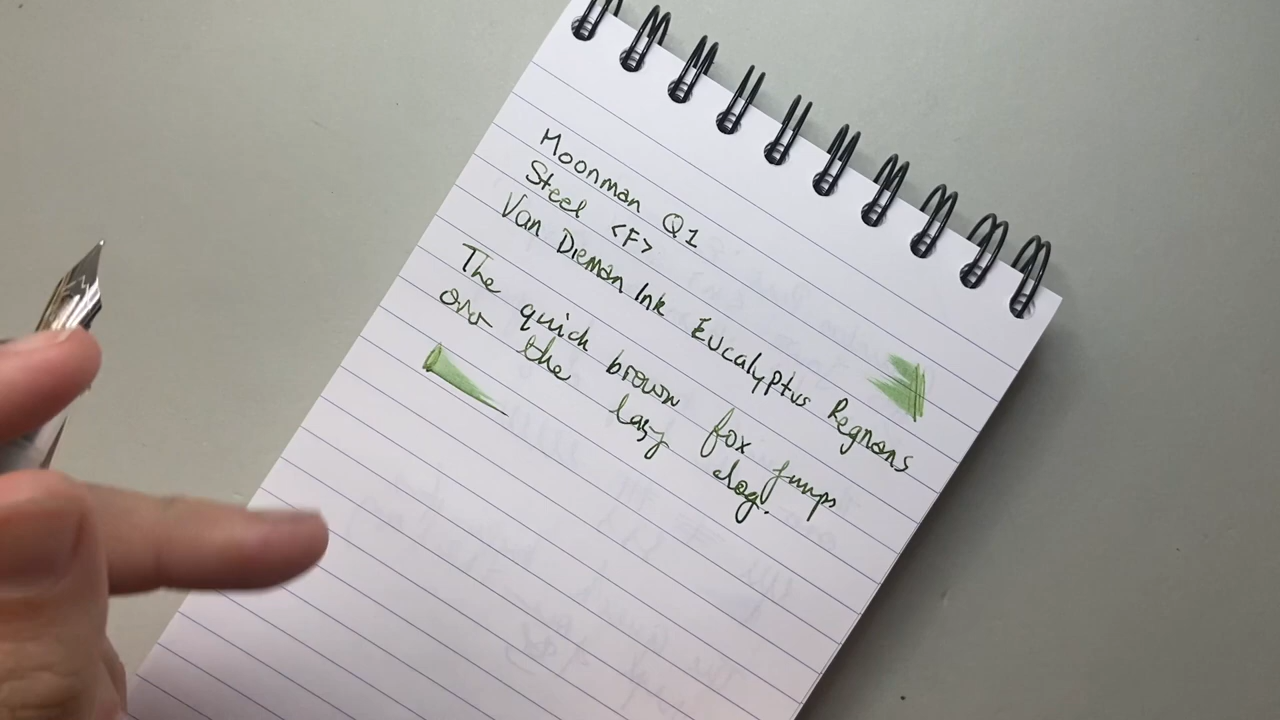 Moonman Q1
Steel <F>
Van Dieman Ink Eucalyptus Regnans
The quick brown fox jumps
over the lazy dog.